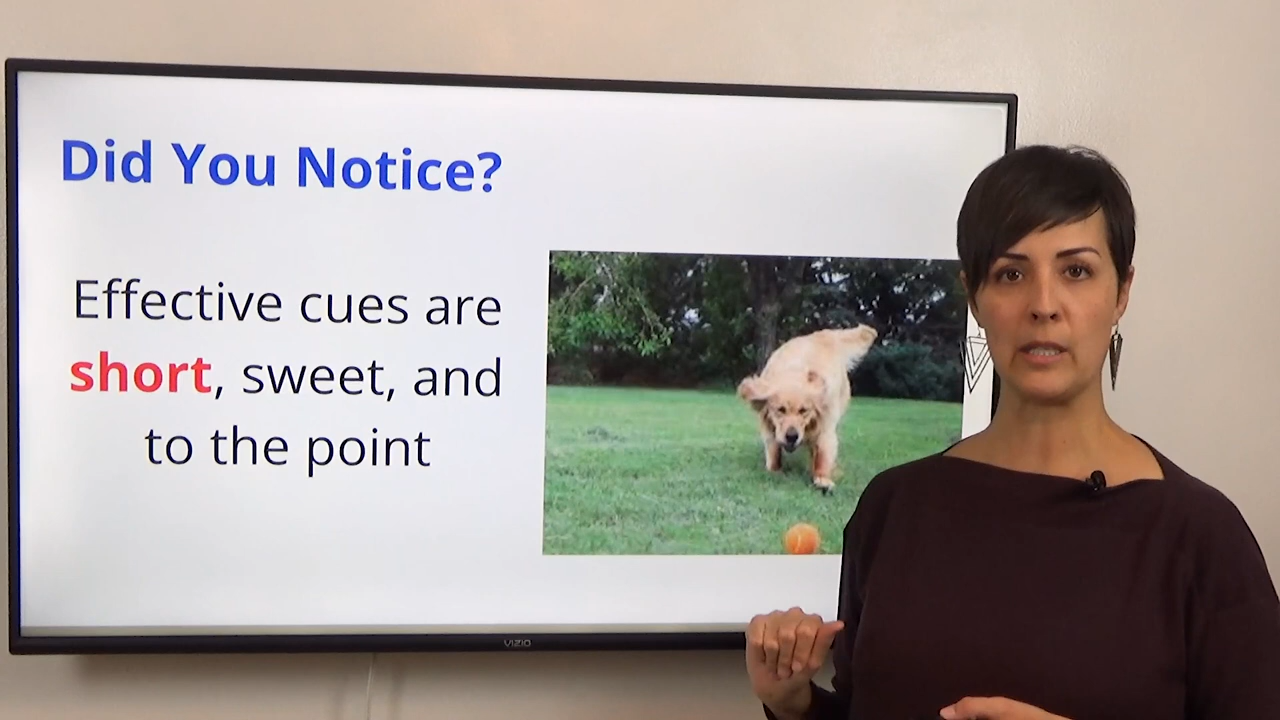 Did You Notice?
Effective cues are
short, sweet, and
to the point
VIZIO